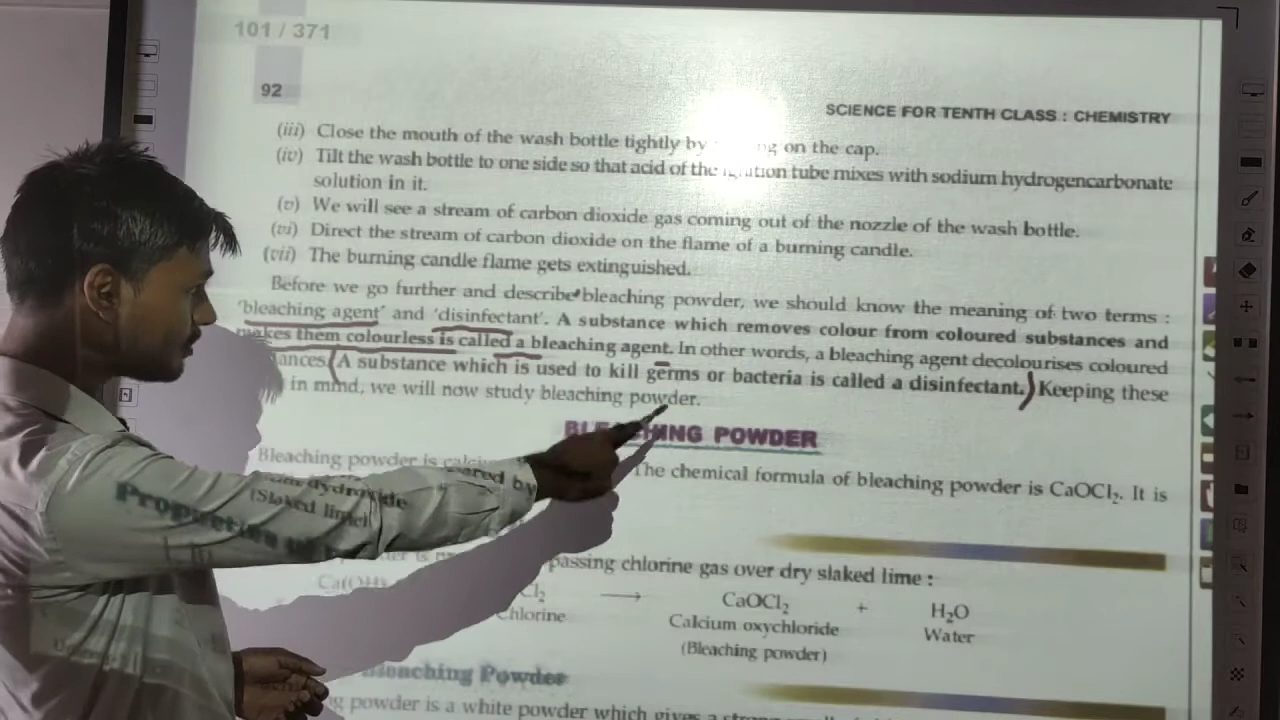 101 / 371
92
SCIENCE FOR TENTH CLASS : CHEMISTRY
(iii) Close the mouth of the wash bottle tightly by on the cap.
(iv) Tilt the wash bottle to one side so that acid of the tube mixes with sodium hydrogencarbonate
solution in it.
(v) We will see a stream of carbon dioxide gas coming out of the nozzle of the wash bottle.
(vi) Direct the stream of carbon dioxide on the flame of a burning candle.
(vii) The burning candle flame gets extinguished.
Before we go further and describe bleaching powder, we should know the meaning of two terms :
'bleaching agent' and 'disinfectant'. A substance which removes colour from coloured substances and
makes them colourless is called a bleaching agent. In other words, a bleaching agent decolourises coloured
(A substance which is used to kill germs or bacteria is called a disinfectant.) Keeping these
in mind, we will now study bleaching powder.
BLEACHING POWDER
Bleaching powder is The chemical formula of bleaching powder is CaOCl₂. It is
(Slaked lime)
passing chlorine gas over dry slaked lime :
Cl₂ ⟶ CaOCl₂ + H₂O
Chlorine Calcium oxychloride Water
(Bleaching powder)
Bleaching Powder
powder is a white powder which gives a